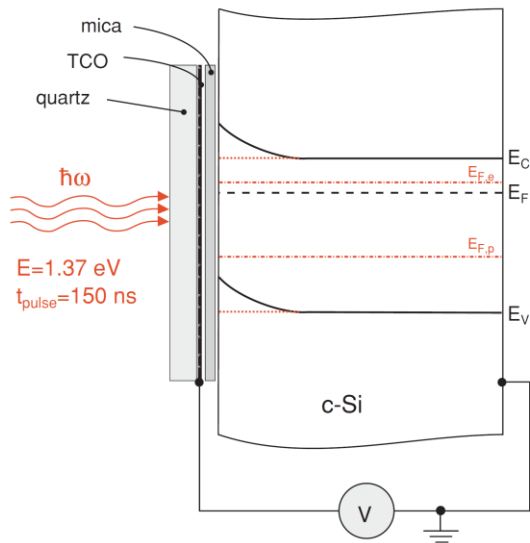 mica
TCO
quartz
ħω
E=1.37 eV
t_pulse=150 ns
E_C
E_F,e
E_F
E_F,p
E_V
c-Si
V